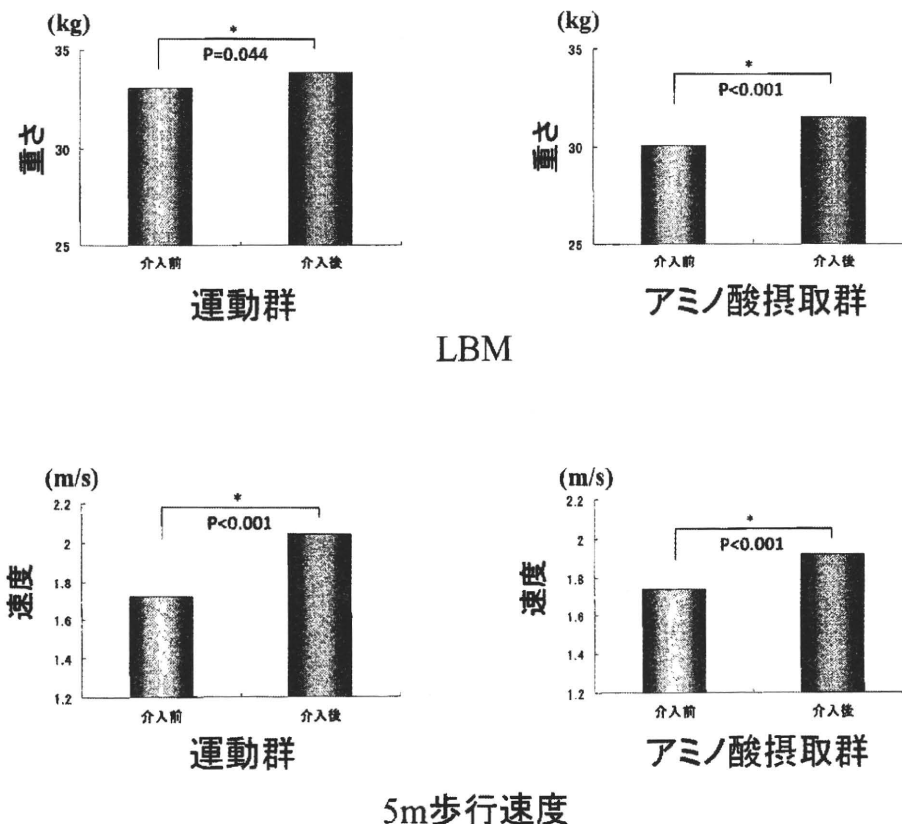 (kg)
*
P=0.044
35
30
25
重さ
介入前
介入後
運動群
(kg)
*
P<0.001
35
30
25
重さ
介入前
介入後
アミノ酸摂取群
LBM
(m/s)
*
P<0.001
2.2
2
1.8
1.6
1.4
1.2
速度
介入前
介入後
運動群
(m/s)
*
P<0.001
2.2
2
1.8
1.6
1.4
1.2
速度
介入前
介入後
アミノ酸摂取群
5m歩行速度